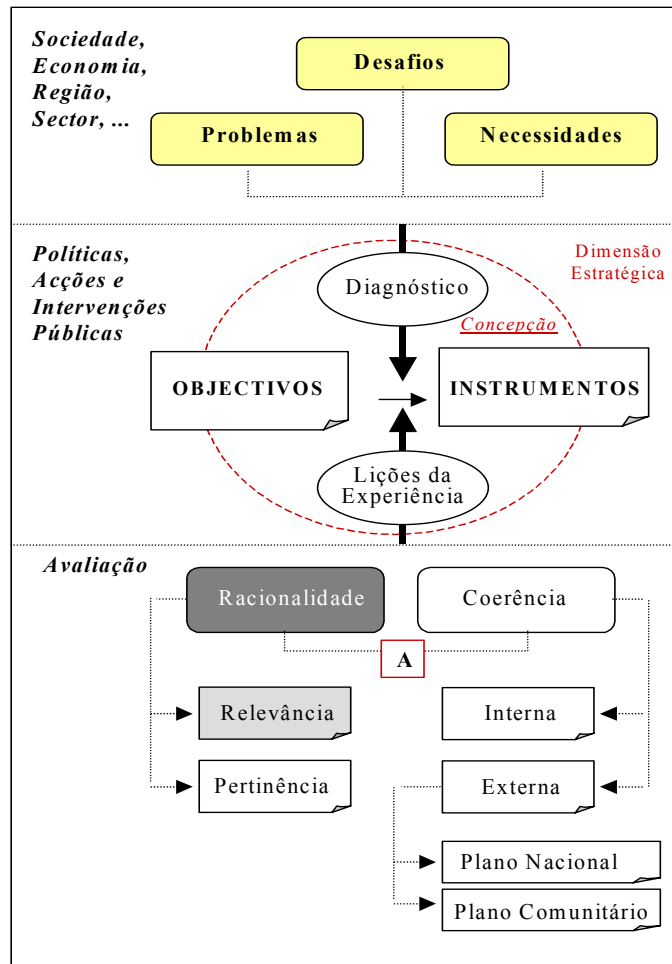 Sociedade,
Economia,
Região,
Sector, ...
Desafios
Problemas
Necessidades
Políticas,
Acções e
Intervenções
Públicas
Dimensão
Estratégica
Diagnóstico
Concepção
OBJECTIVOS
INSTRUMENTOS
Lições da
Experiência
Avaliação
Racionalidade
Coerência
A
Relevância
Interna
Pertinência
Externa
Plano Nacional
Plano Comunitário